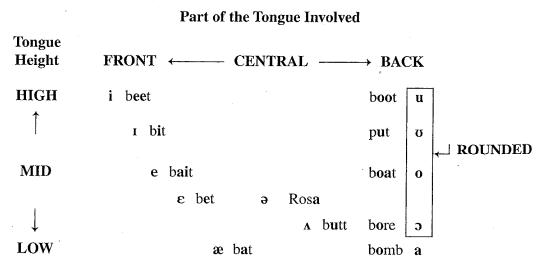 Part of the Tongue Involved
Tongue
Height FRONT ← CENTRAL → BACK
HIGH i beet boot u
ɪ bit put ʊ
ROUNDED
MID e bait boat o
ɛ bet ə Rosa
ʌ butt bore ɔ
LOW æ bat bomb a